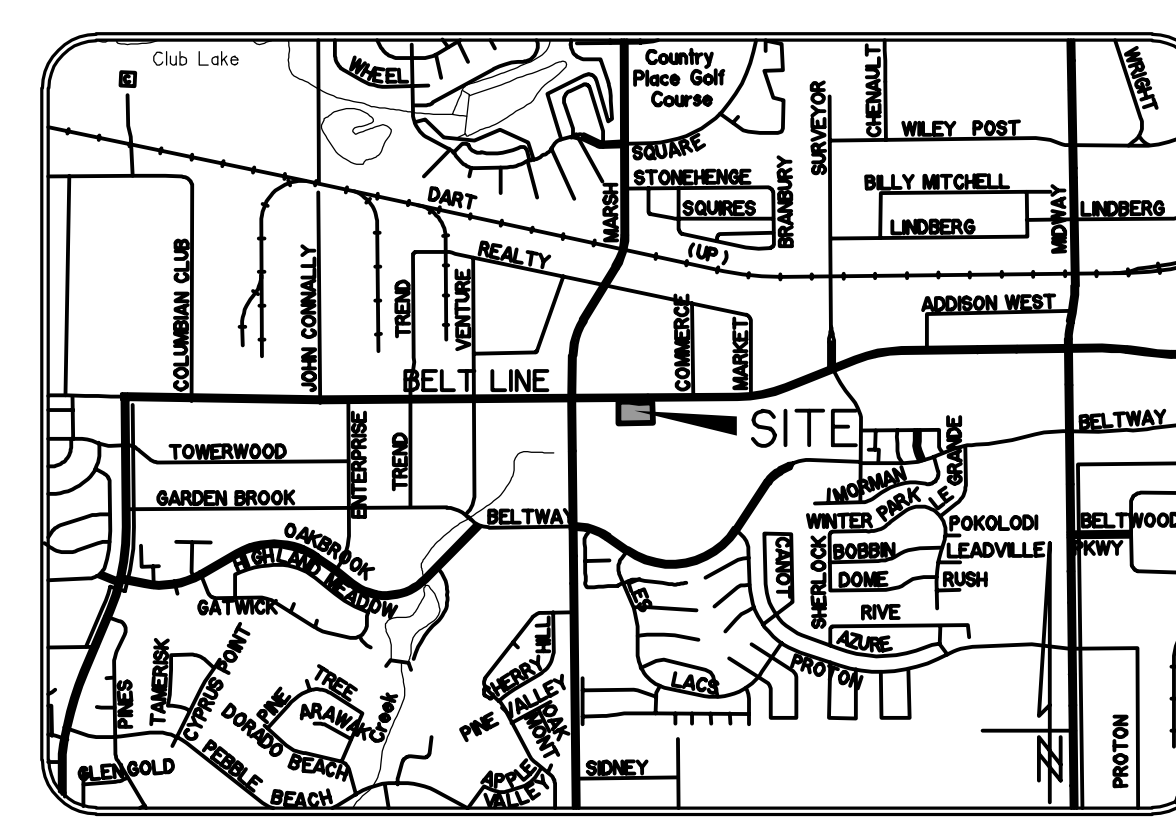 Club Lake
C
WHEEL
Country
Place Golf
Course
CHENAULT
WRIGHT
SURVEYOR
WILEY POST
SQUARE
STONEHENGE
SQUIRES
BRANBURY
BILLY MITCHELL
LINDBERG
LINDBERG
MIDWAY
MARSH
DART
(UP)
REALTY
COLUMBIAN CLUB
JOHN CONNALLY
TREND
VENTURE
COMMERCE
MARKET
ADDISON WEST
BELT LINE
SITE
BELTWAY
TOWERWOOD
ENTERPRISE
TREND
GARDEN BROOK
BELTWAY
LE GRANDE
MORMAN
PARK
WINTER
POKOLODI
BELTWOOD
PKWY
OAKBROOK
HIGHLAND MEADOW
CANTON
SHERLOCK
BOBBIN
LEADVILLE
DOME
RUSH
GATWICK
LES
RIVE
AZURE
PROTON
LACS
TAMERISK
CYPRUS POINT
PINES
TREE
PINE
ARAWAK
DORADO BEACH
Creek
CHERRY HILL
PINE VALLEY
OAK
MONT
APPLE
VALLEY
SIDNEY
PROTON
GLENGOLD
PEBBLE BEACH